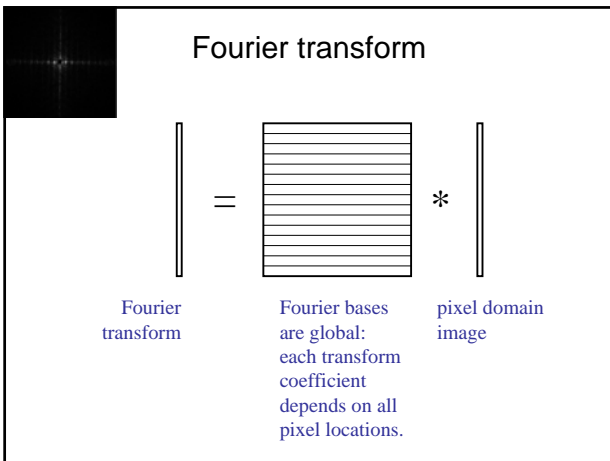 Fourier transform
= *
Fourier
transform
Fourier bases
are global:
each transform
coefficient
depends on all
pixel locations.
pixel domain
image